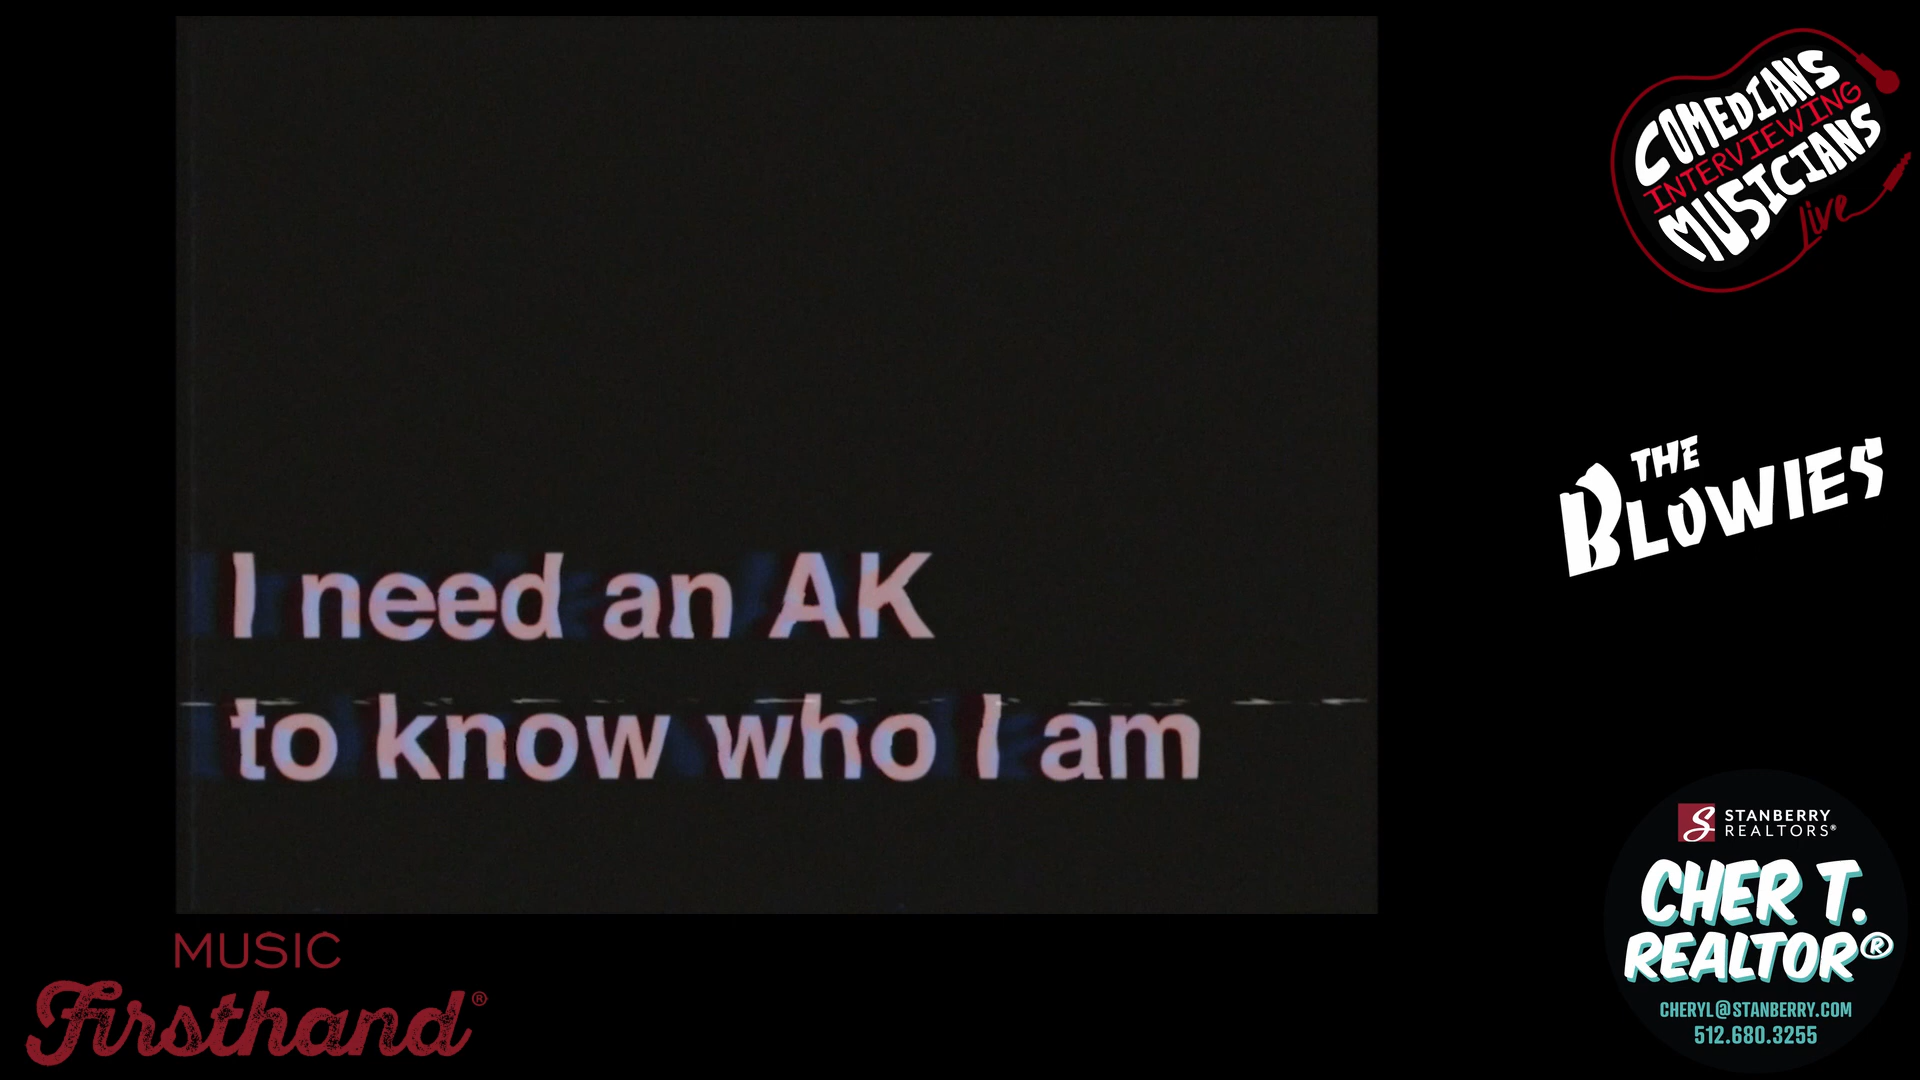 I need an AK
to know who I am
COMEDIANS
INTERVIEWING
MUSICIANS
Live
THE
BLOWIES
STANBERRY
REALTORS®
CHER T.
REALTOR®
CHERYL@STANBERRY.COM
512.680.3255
MUSIC
Firsthand®